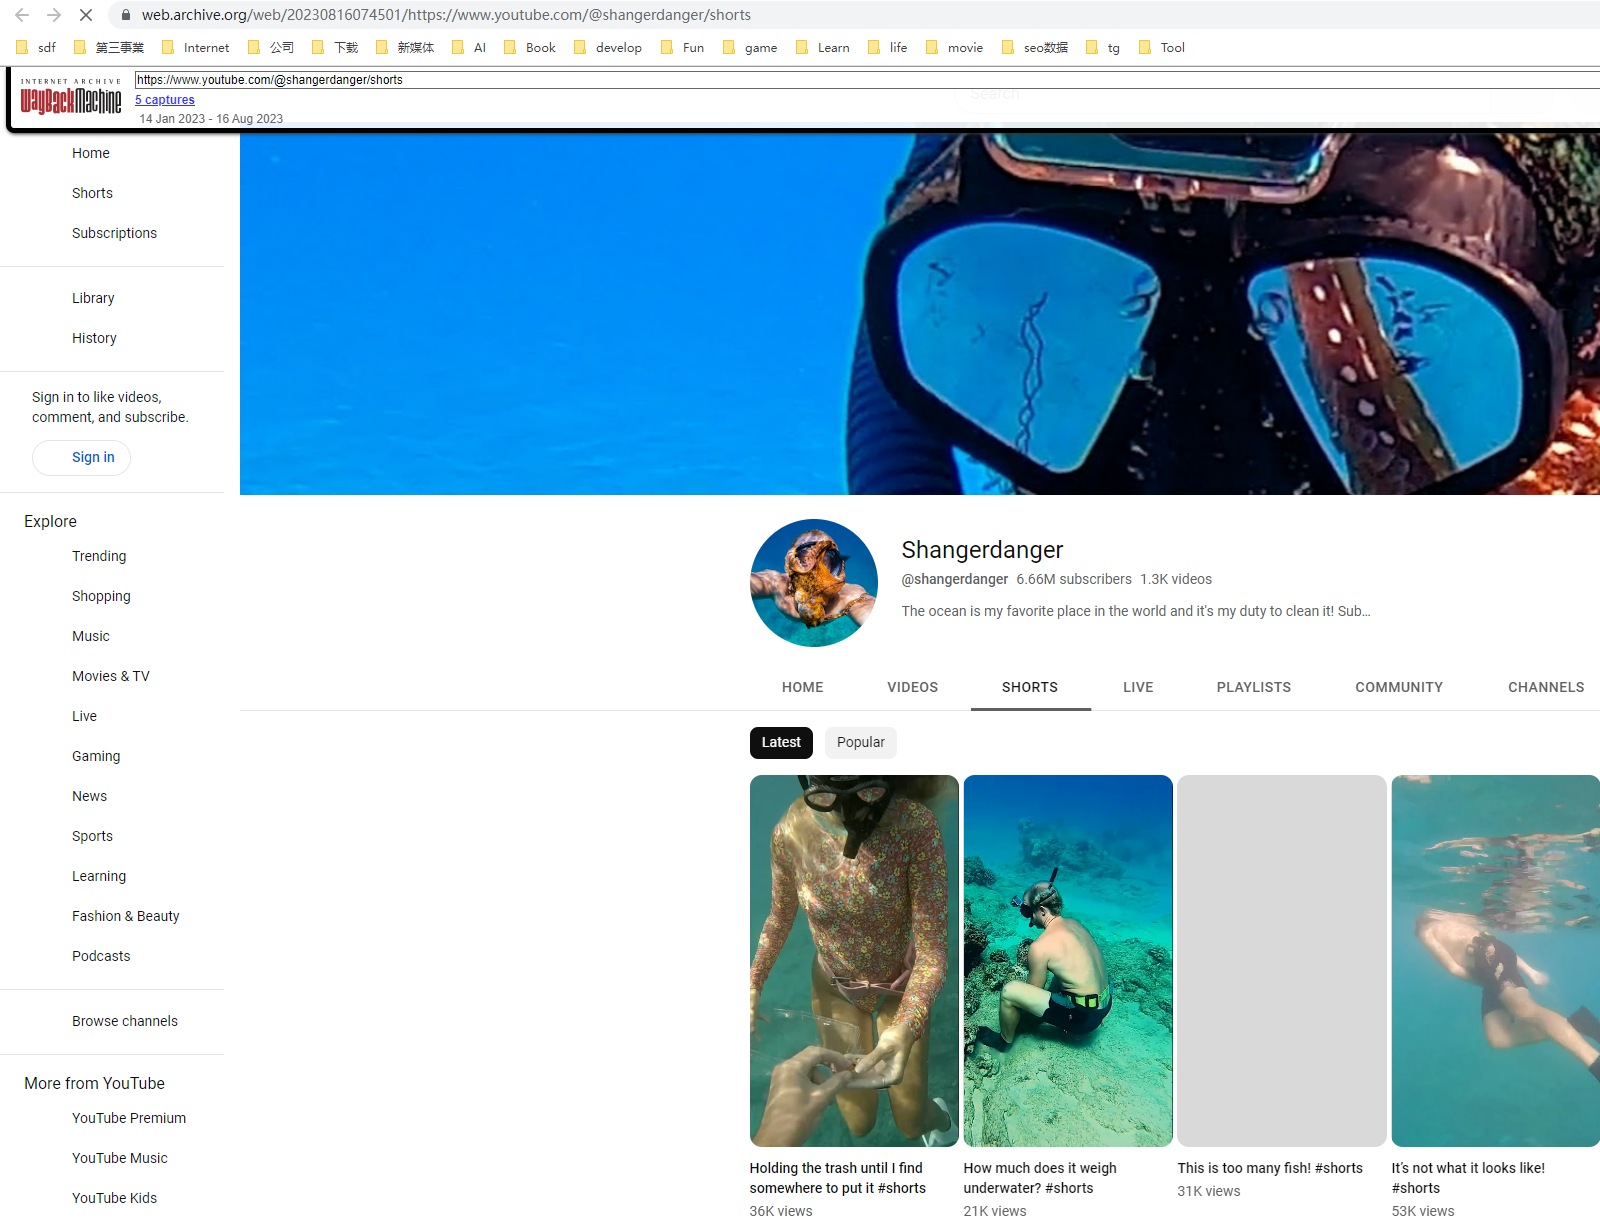 web.archive.org/web/20230816074501/https://www.youtube.com/@shangerdanger/shorts
sdf 第三事業 Internet 公司 下載 新媒体 AI Book develop Fun game Learn life movie seo数据 tg Tool
INTERNET ARCHIVE
WayBackMachine
https://www.youtube.com/@shangerdanger/shorts
5 captures
14 Jan 2023 - 16 Aug 2023
Search
Home
Shorts
Subscriptions
Library
History
Sign in to like videos,
comment, and subscribe.
Sign in
Explore
Trending
Shopping
Music
Movies & TV
Live
Gaming
News
Sports
Learning
Fashion & Beauty
Podcasts
Browse channels
More from YouTube
YouTube Premium
YouTube Music
YouTube Kids
Shangerdanger
@shangerdanger 6.66M subscribers 1.3K videos
The ocean is my favorite place in the world and it's my duty to clean it! Sub...
HOME VIDEOS SHORTS LIVE PLAYLISTS COMMUNITY CHANNELS
Latest Popular
Holding the trash until I find
somewhere to put it #shorts
36K views
How much does it weigh
underwater? #shorts
21K views
This is too many fish! #shorts
31K views
It's not what it looks like!
#shorts
53K views